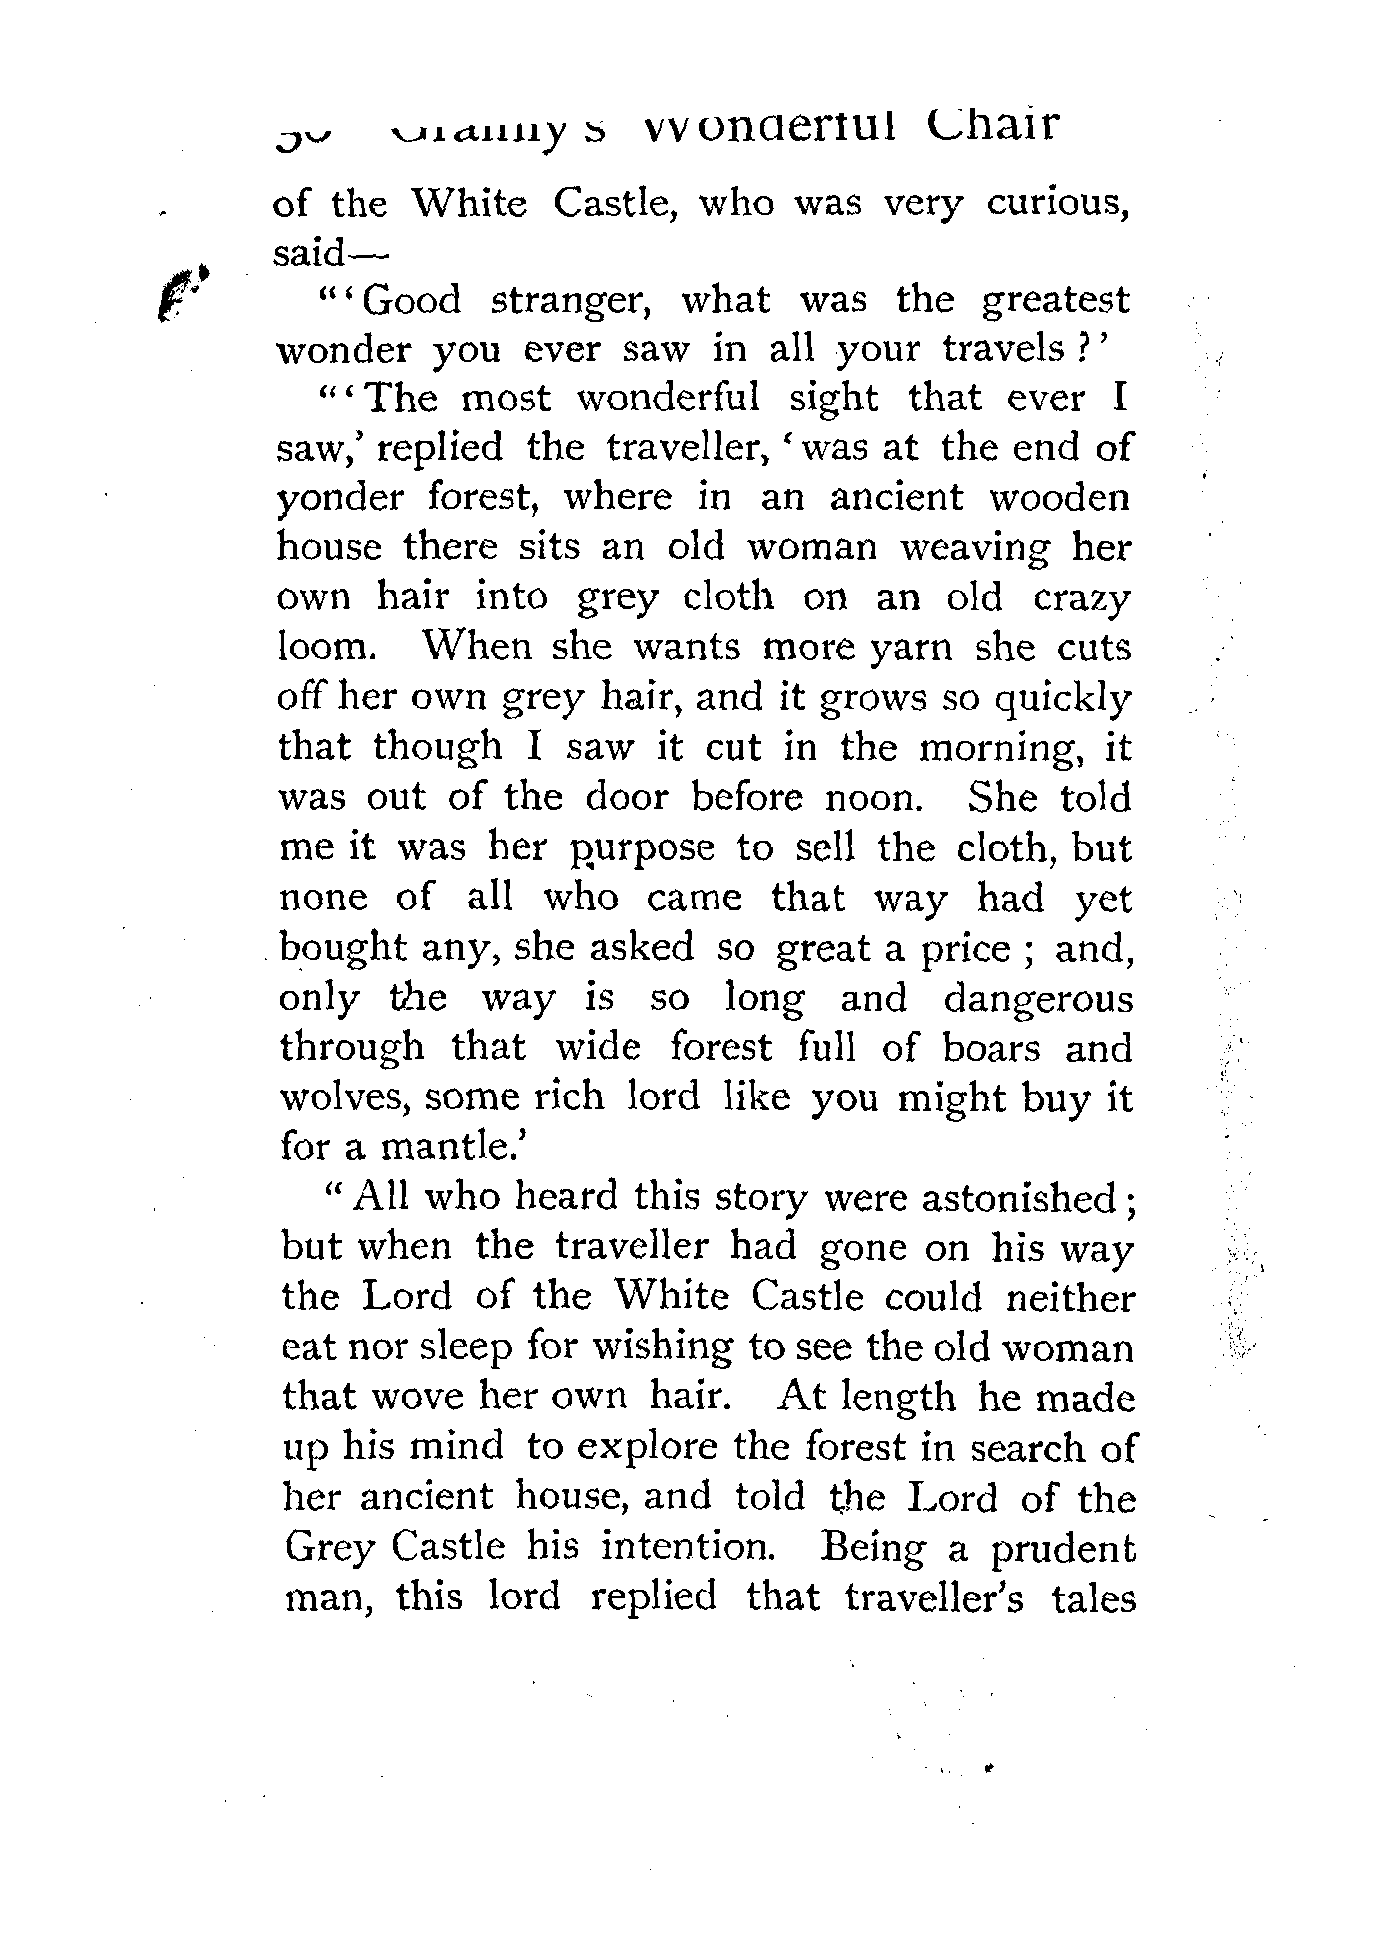 Granny's Wonderful Chair
of the White Castle, who was very curious,
said—
"'Good stranger, what was the greatest
wonder you ever saw in all your travels?'
"'The most wonderful sight that ever I
saw,' replied the traveller, 'was at the end of
yonder forest, where in an ancient wooden
house there sits an old woman weaving her
own hair into grey cloth on an old crazy
loom. When she wants more yarn she cuts
off her own grey hair, and it grows so quickly
that though I saw it cut in the morning, it
was out of the door before noon. She told
me it was her purpose to sell the cloth, but
none of all who came that way had yet
bought any, she asked so great a price; and,
only the way is so long and dangerous
through that wide forest full of boars and
wolves, some rich lord like you might buy it
for a mantle.'
"All who heard this story were astonished;
but when the traveller had gone on his way
the Lord of the White Castle could neither
eat nor sleep for wishing to see the old woman
that wove her own hair. At length he made
up his mind to explore the forest in search of
her ancient house, and told the Lord of the
Grey Castle his intention. Being a prudent
man, this lord replied that traveller's tales